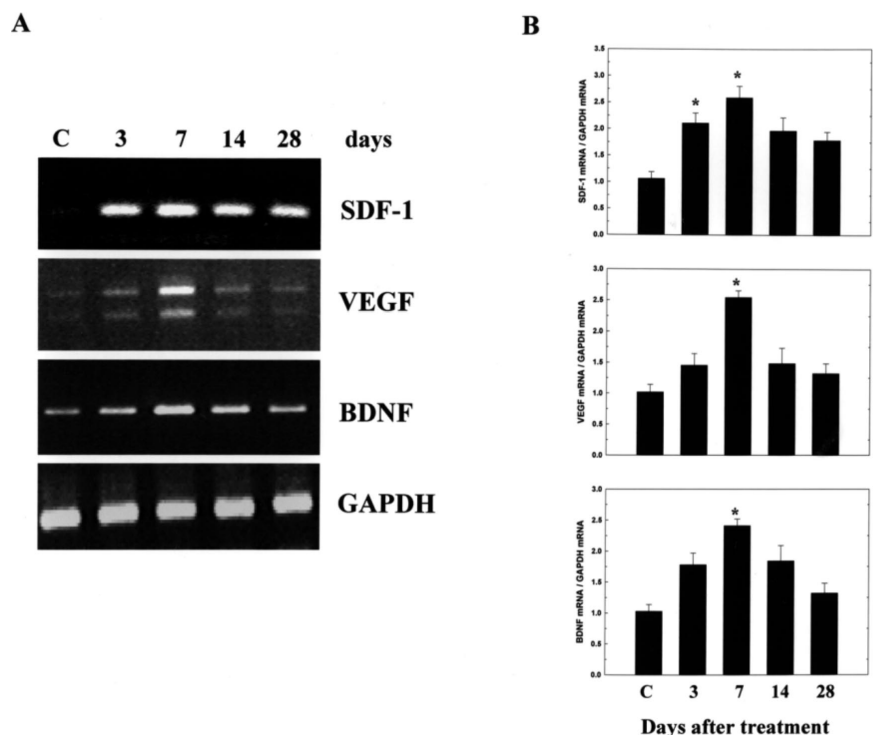 A
C 3 7 14 28 days
SDF-1
VEGF
BDNF
GAPDH
B
SDF-1 mRNA / GAPDH mRNA
3.5
3.0
2.5
2.0
1.5
1.0
0.5
0.0
*
*
VEGF mRNA / GAPDH mRNA
3.0
2.5
2.0
1.5
1.0
0.5
0.0
*
BDNF mRNA / GAPDH mRNA
3.0
2.5
2.0
1.5
1.0
0.5
0.0
*
C 3 7 14 28
Days after treatment